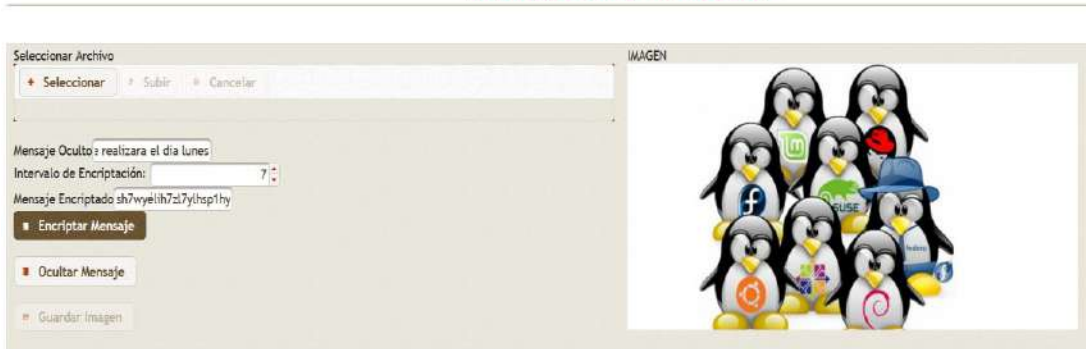 Seleccionar Archivo
Seleccionar Subir Cancelar
Mensaje Oculto e realizara el dia lunes
Intervalo de Encriptación: 7
Mensaje Encriptado
Encriptar Mensaje
Ocultar Mensaje
Guardar Imagen
IMAGEN
SUSE
fedora